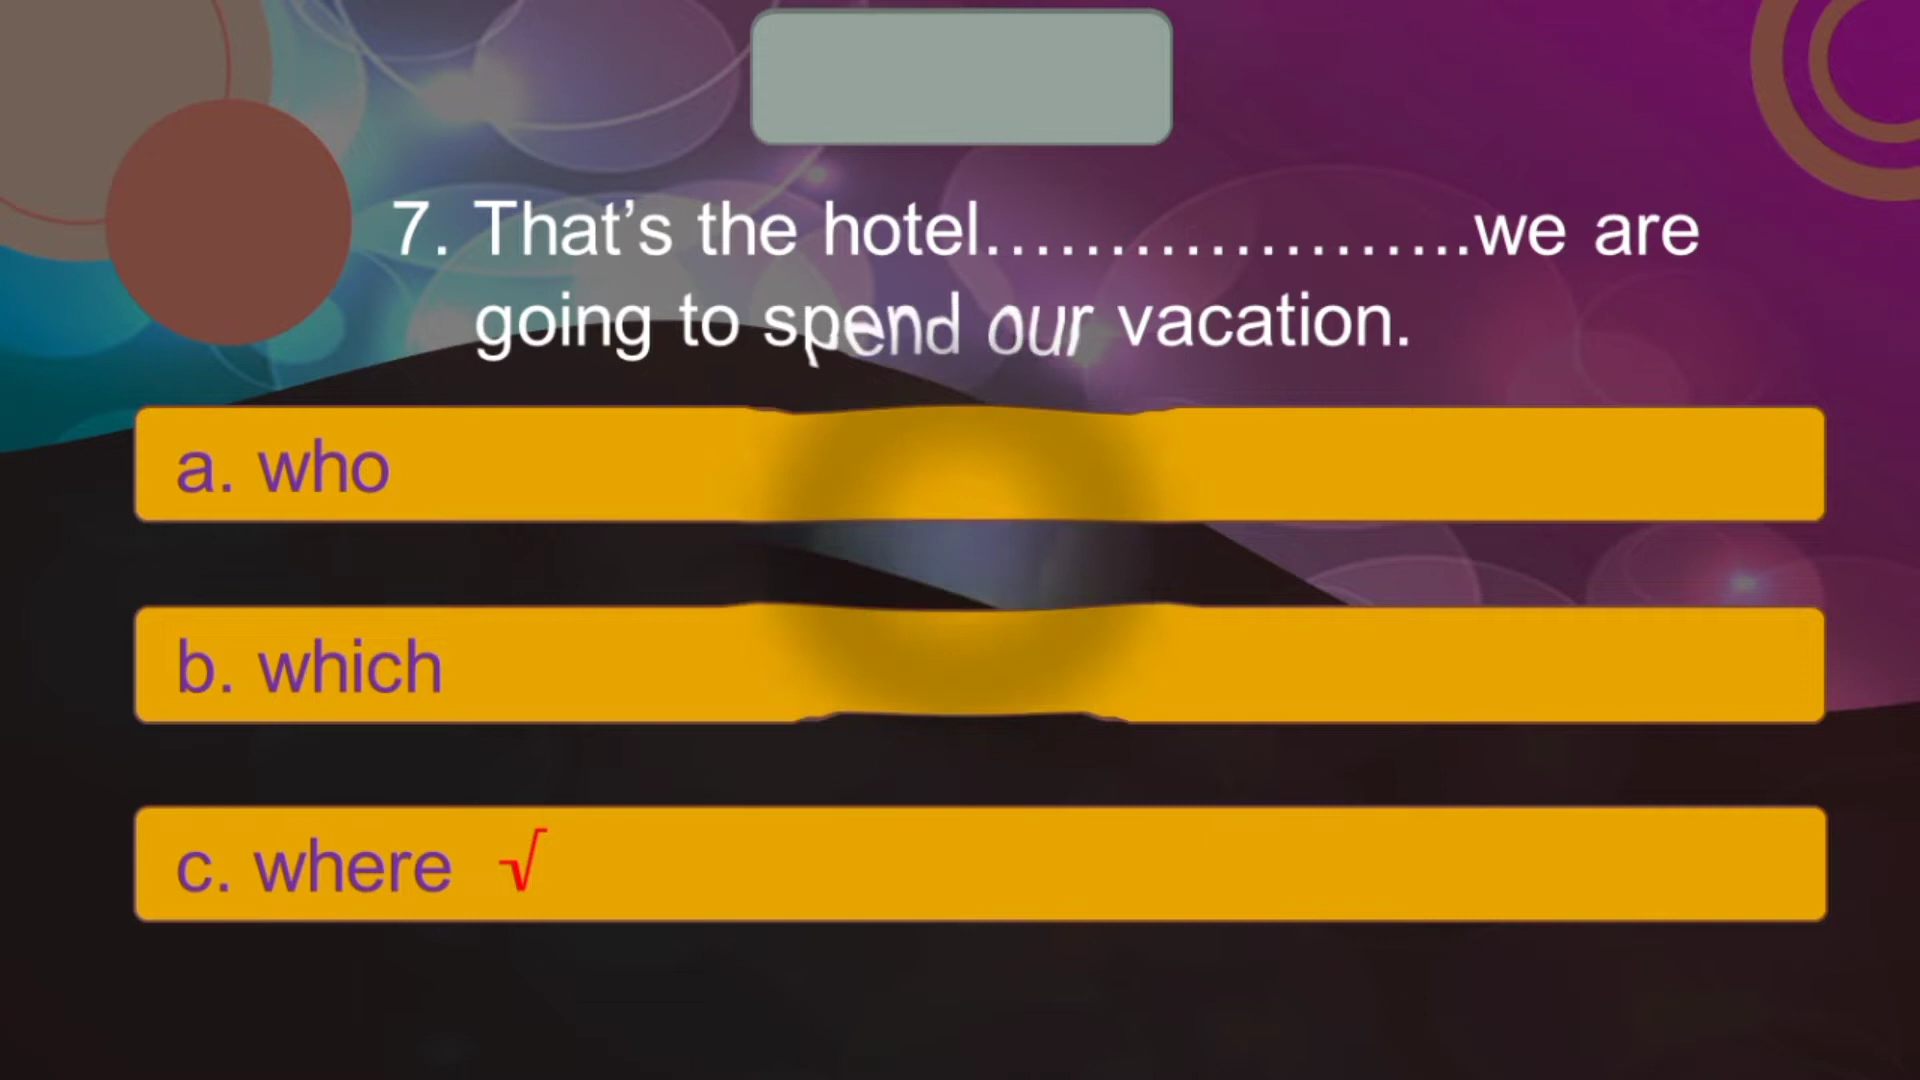 7. That’s the hotel………………….we are
going to spend our vacation.
a. who
b. which
c. where √